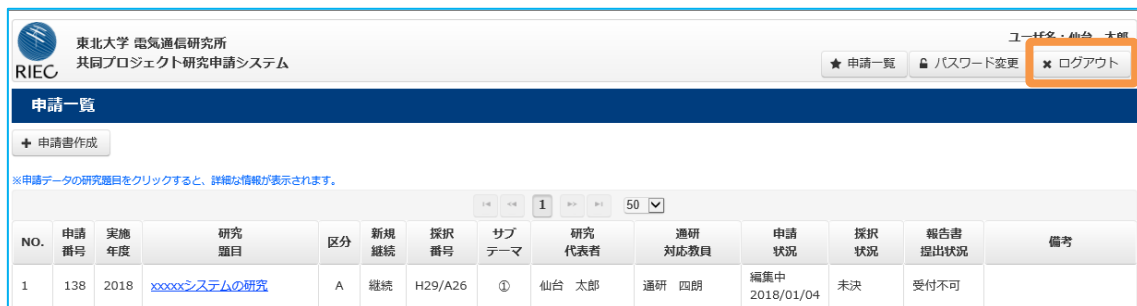 ユーザ名：仙台 太郎
東北大学 電気通信研究所
共同プロジェクト研究申請システム
RIEC
★ 申請一覧 パスワード変更 × ログアウト
申請一覧
+ 申請書作成
※申請データの研究題目をクリックすると、詳細な情報が表示されます。
1 50
NO. 申請番号 実施年度 研究題目 区分 新規継続 採択番号 サブテーマ 研究代表者 通研対応教員 申請状況 採択状況 報告書提出状況 備考
1 138 2018 xxxxxシステムの研究 A 継続 H29/A26 ① 仙台 太郎 通研 四朗 編集中 2018/01/04 未決 受付不可